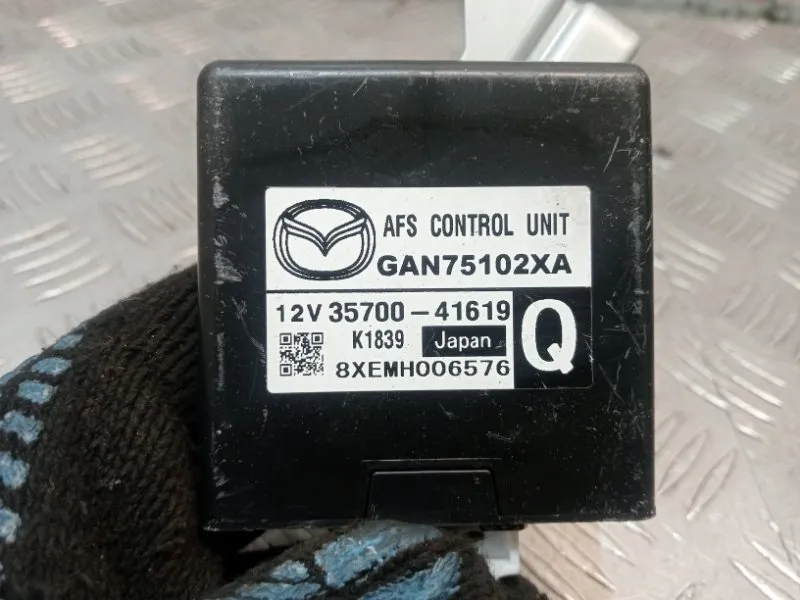 AFS CONTROL UNIT
GAN75102XA
12V 35700-41619
K1839 Japan
8XEMH006576
Q